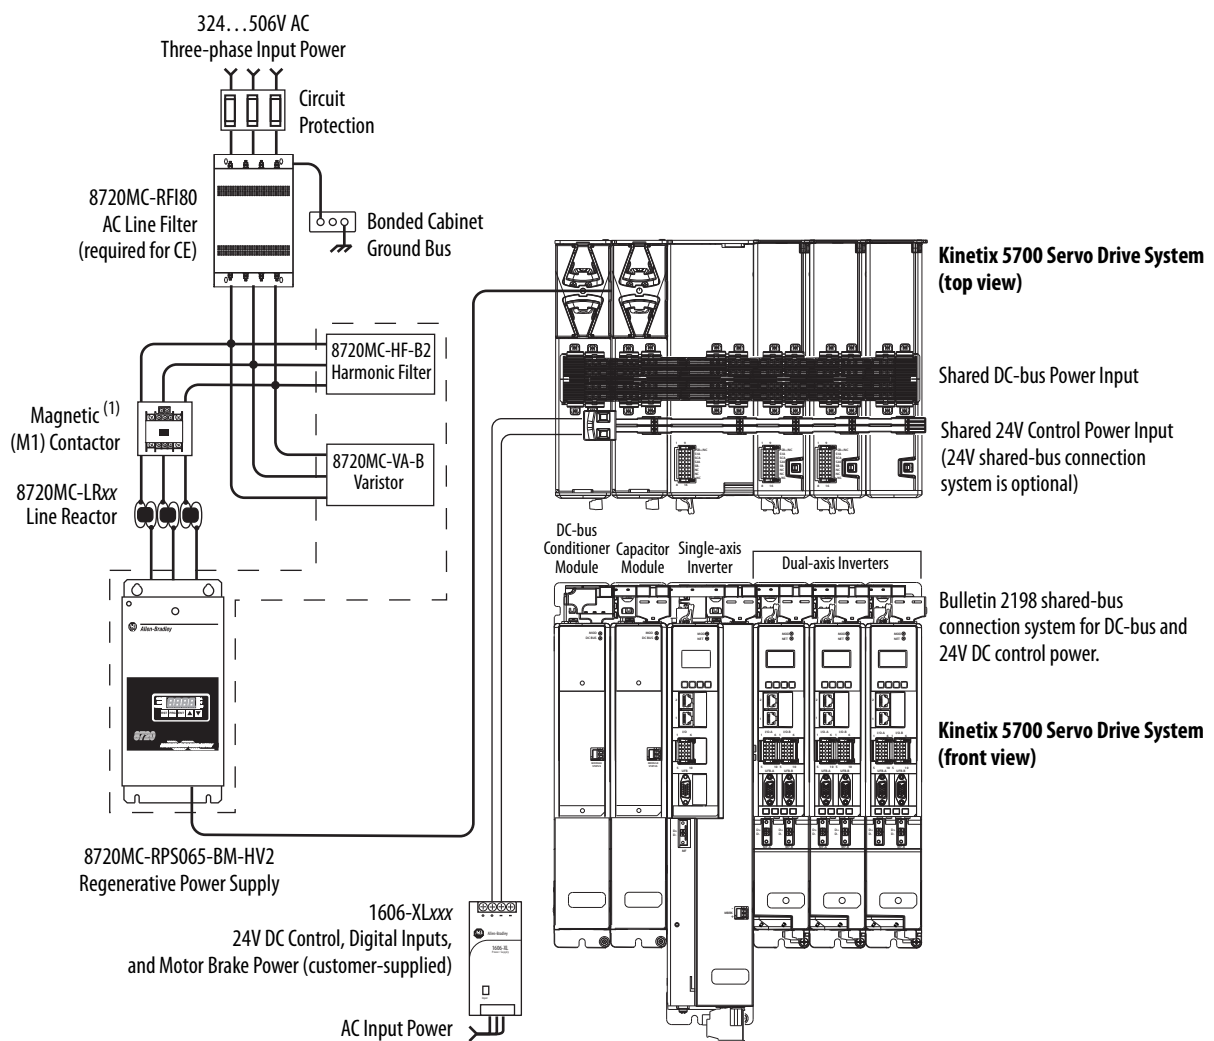 324...506V AC
Three-phase Input Power
Circuit
Protection
8720MC-RFI80
AC Line Filter
(required for CE)
Bonded Cabinet
Ground Bus
Kinetix 5700 Servo Drive System
(top view)
8720MC-HF-B2
Harmonic Filter
Shared DC-bus Power Input
Magnetic (1)
(M1) Contactor
Shared 24V Control Power Input
(24V shared-bus connection
system is optional)
8720MC-VA-B
Varistor
8720MC-LRxx
Line Reactor
DC-bus
Conditioner
Module
Capacitor
Module
Single-axis
Inverter
Dual-axis Inverters
Bulletin 2198 shared-bus
connection system for DC-bus and
24V DC control power.
Allen-Bradley
8720
Kinetix 5700 Servo Drive System
(front view)
8720MC-RPS065-BM-HV2
Regenerative Power Supply
1606-XLxxx
24V DC Control, Digital Inputs,
and Motor Brake Power (customer-supplied)
Allen-Bradley
1606-XL
AC Input Power